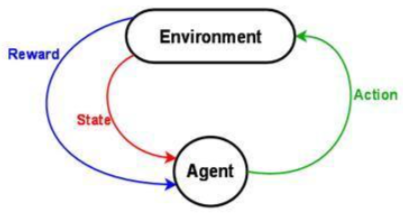 Environment
Reward
Action
State
Agent